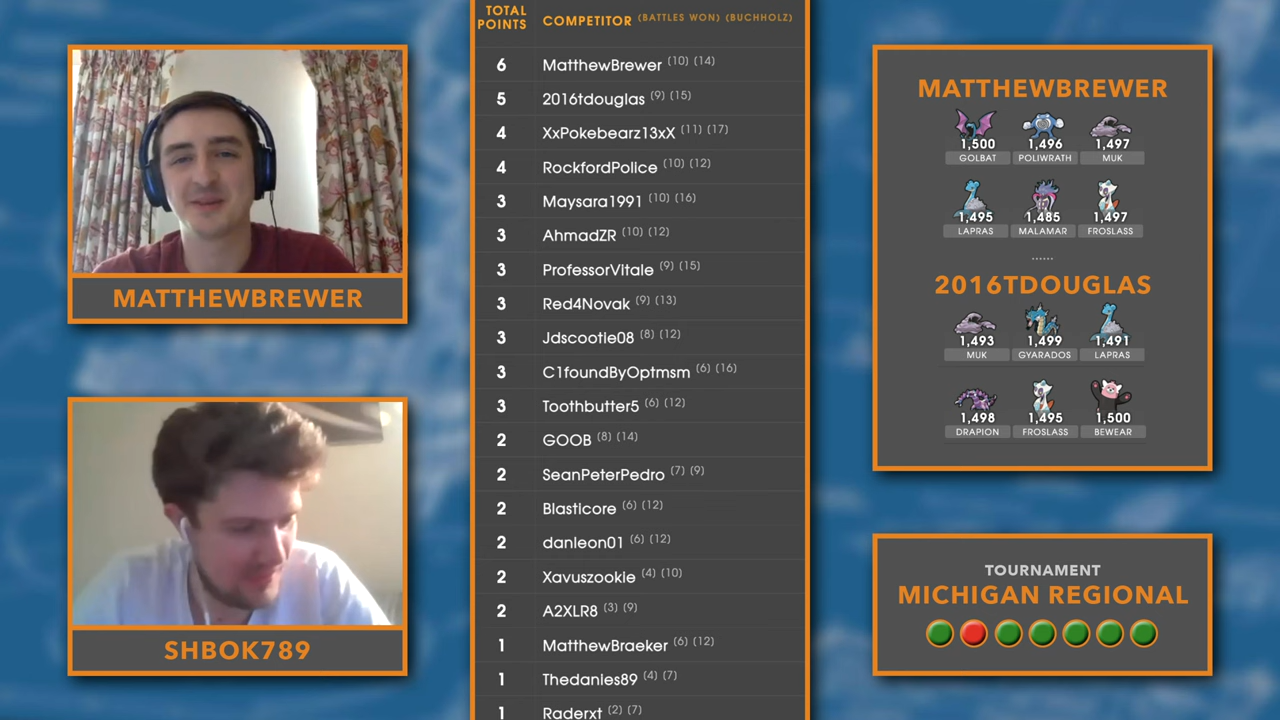 MATTHEWBREWER
SHBOK789
TOTAL POINTS COMPETITOR (BATTLES WON) (BUCHHOLZ)
6 MatthewBrewer (10) (14)
5 2016tdouglas (9) (15)
4 XxPokebearz13xX (11) (17)
4 RockfordPolice (10) (12)
3 Maysara1991 (10) (16)
3 AhmadZR (10) (12)
3 ProfessorVItale (9) (15)
3 Red4Novak (9) (13)
3 Jdscootie08 (8) (12)
3 C1foundByOptmsm (6) (16)
3 Toothbutter5 (6) (12)
2 GOOB (8) (14)
2 SeanPeterPedro (7) (9)
2 Blasticore (6) (12)
2 danleon01 (6) (12)
2 Xavuszookie (4) (10)
2 A2XLR8 (3) (9)
1 MatthewBraeker (6) (12)
1 Thedanies89 (4) (7)
1 Raderxt (2) (7)
MATTHEWBREWER
1,500 1,496 1,497
GOLBAT POLIWRATH MUK
1,495 1,485 1,497
LAPRAS MALAMAR FROSLASS
......
2016TDOUGLAS
1,493 1,499 1,491
MUK GYARADOS LAPRAS
1,498 1,495 1,500
DRAPION FROSLASS BEWEAR
TOURNAMENT
MICHIGAN REGIONAL